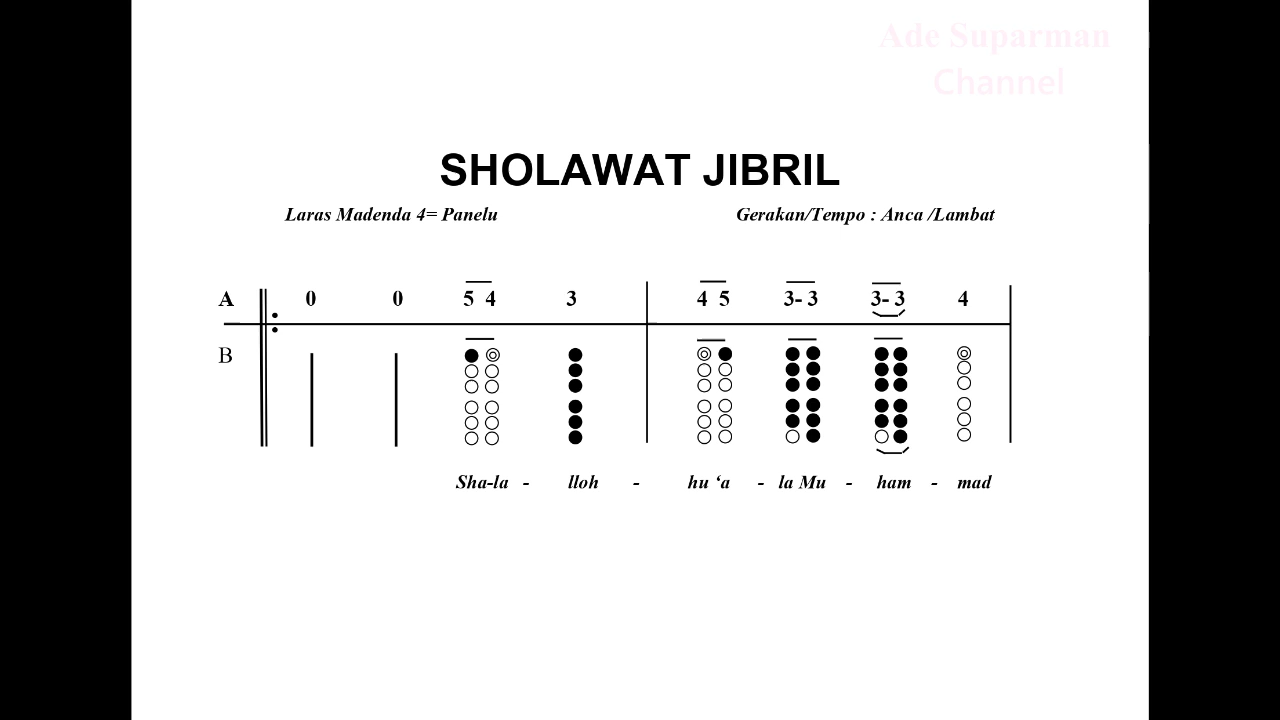 Ade Suparman
Channel
SHOLAWAT JIBRIL
Laras Madenda 4= Panelu Gerakan/Tempo : Anca /Lambat
A 0 0 5 4 3 4 5 3- 3 3- 3 4
B
Sha-la - lloh - hu ‘a - la Mu - ham - mad